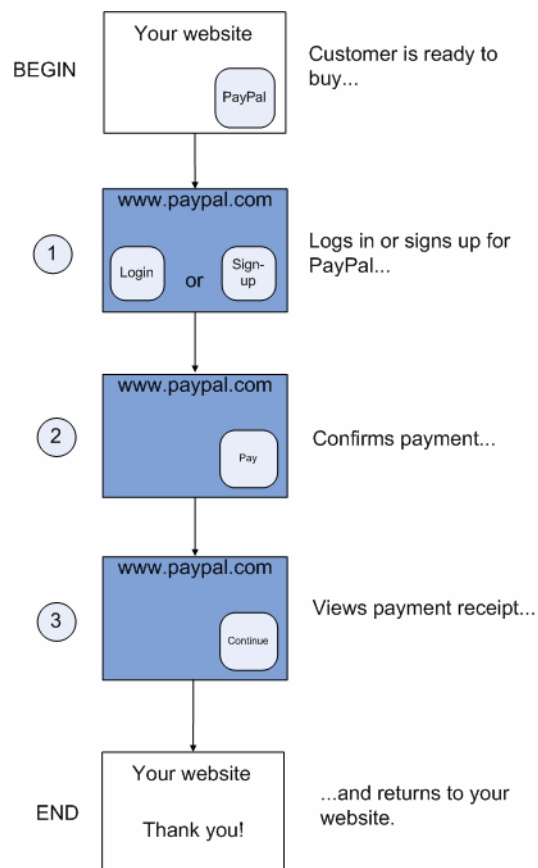 Your website
BEGIN
PayPal
Customer is ready to
buy...
www.paypal.com
1
Login
or
Sign-
up
Logs in or signs up for
PayPal...
www.paypal.com
2
Pay
Confirms payment...
www.paypal.com
3
Continue
Views payment receipt...
Your website
END
Thank you!
...and returns to your
website.